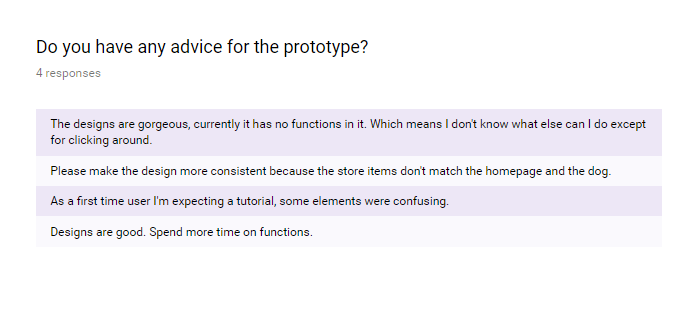 Do you have any advice for the prototype?
4 responses
The designs are gorgeous, currently it has no functions in it. Which means I don't know what else can I do except
for clicking around.
Please make the design more consistent because the store items don't match the homepage and the dog.
As a first time user I'm expecting a tutorial, some elements were confusing.
Designs are good. Spend more time on functions.